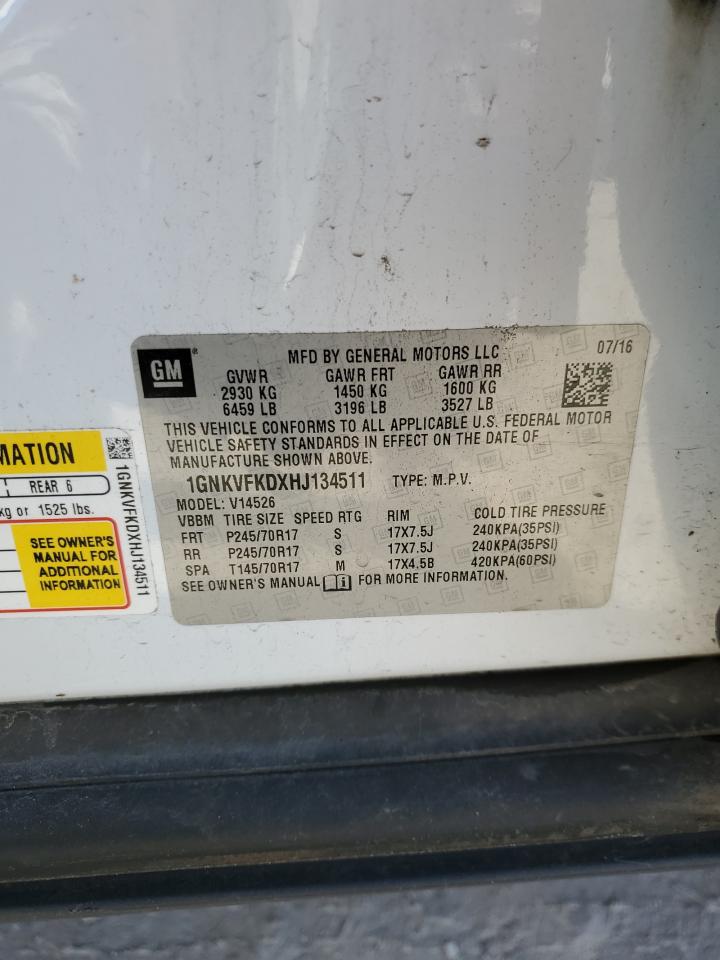 GM
®
MFD BY GENERAL MOTORS LLC
07/16
GVWR GAWR FRT GAWR RR
2930 KG 1450 KG 1600 KG
6459 LB 3196 LB 3527 LB
THIS VEHICLE CONFORMS TO ALL APPLICABLE U.S. FEDERAL MOTOR
VEHICLE SAFETY STANDARDS IN EFFECT ON THE DATE OF
MANUFACTURE SHOWN ABOVE.
1GNKVFKDXHJ134511 TYPE: M.P.V.
MODEL: V14526
VBBM TIRE SIZE SPEED RTG RIM COLD TIRE PRESSURE
FRT P245/70R17 S 17X7.5J 240KPA(35PSI)
RR P245/70R17 S 17X7.5J 240KPA(35PSI)
SPA T145/70R17 M 17X4.5B 420KPA(60PSI)
SEE OWNER'S MANUAL FOR MORE INFORMATION.
REAR 6
kg or 1525 lbs.
SEE OWNER'S
MANUAL FOR
ADDITIONAL
INFORMATION
1GNKVFKDXHJ134511